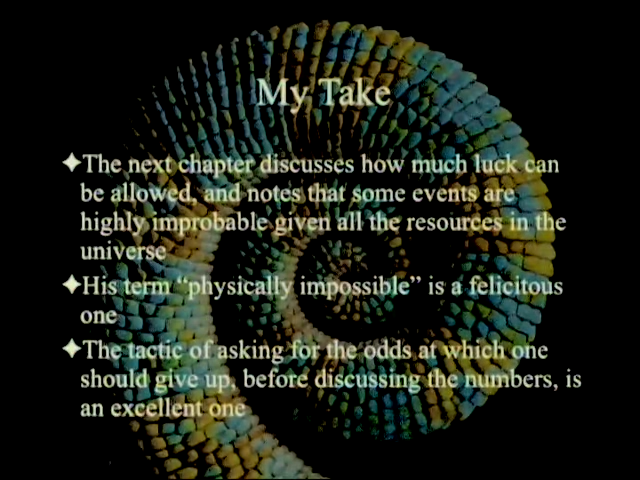 My Take
✦The next chapter discusses how much luck can
be allowed, and notes that some events are
highly improbable given all the resources in the
universe
✦His term “physically impossible” is a felicitous
one
✦The tactic of asking for the odds at which one
should give up, before discussing the numbers, is
an excellent one